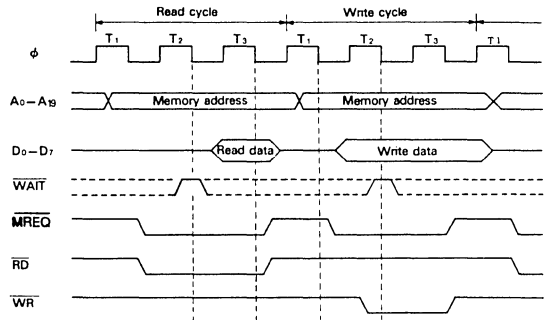 Read cycle Write cycle
T1 T2 T3 T1 T2 T3 T1
φ
A0–A19 Memory address Memory address
D0–D7 Read data Write data
WAIT
MREQ
RD
WR